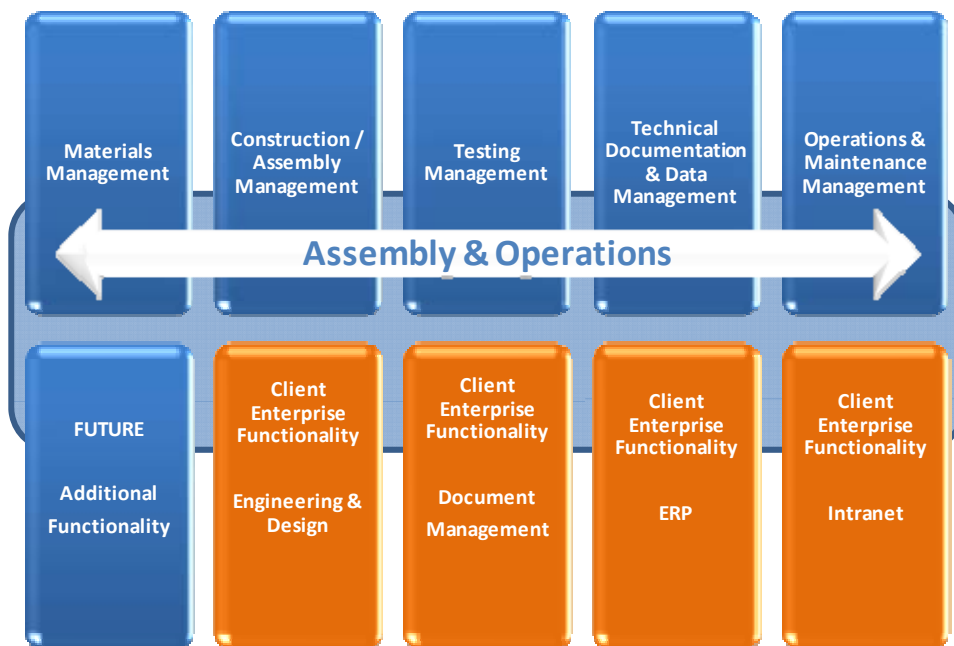 Materials
Management
Construction /
Assembly
Management
Testing
Management
Technical
Documentation
& Data
Management
Operations &
Maintenance
Management
Assembly & Operations
FUTURE
Additional
Functionality
Client
Enterprise
Functionality
Engineering &
Design
Client
Enterprise
Functionality
Document
Management
Client
Enterprise
Functionality
ERP
Client
Enterprise
Functionality
Intranet